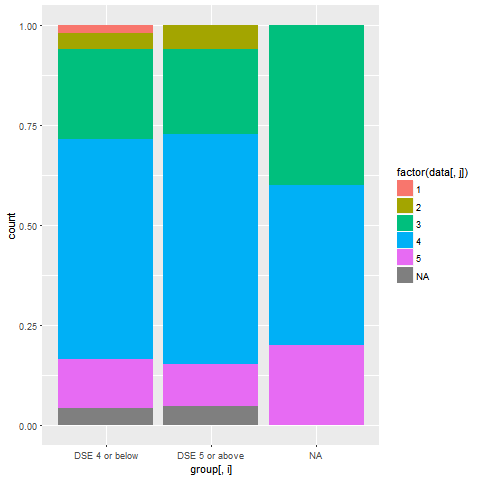 1.00
0.75
0.50
0.25
0.00
count
DSE 4 or below
DSE 5 or above
NA
group[, i]
factor(data[, j])
1
2
3
4
5
NA